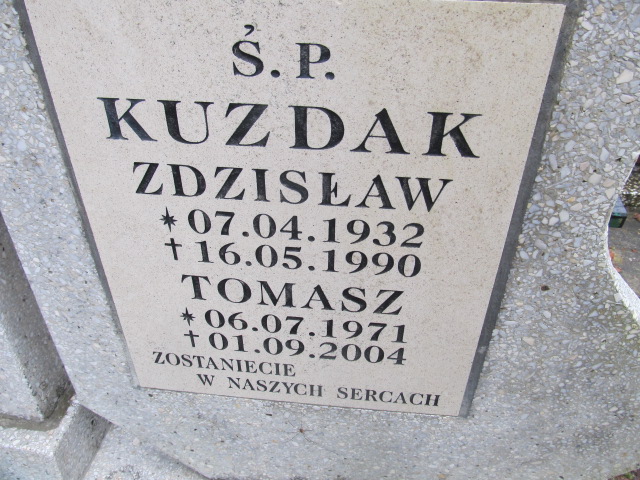 Ś.P.
KUZDAK
ZDZISŁAW
* 07.04.1932
† 16.05.1990
TOMASZ
* 06.07.1971
† 01.09.2004
ZOSTANIECIE
W NASZYCH SERCACH